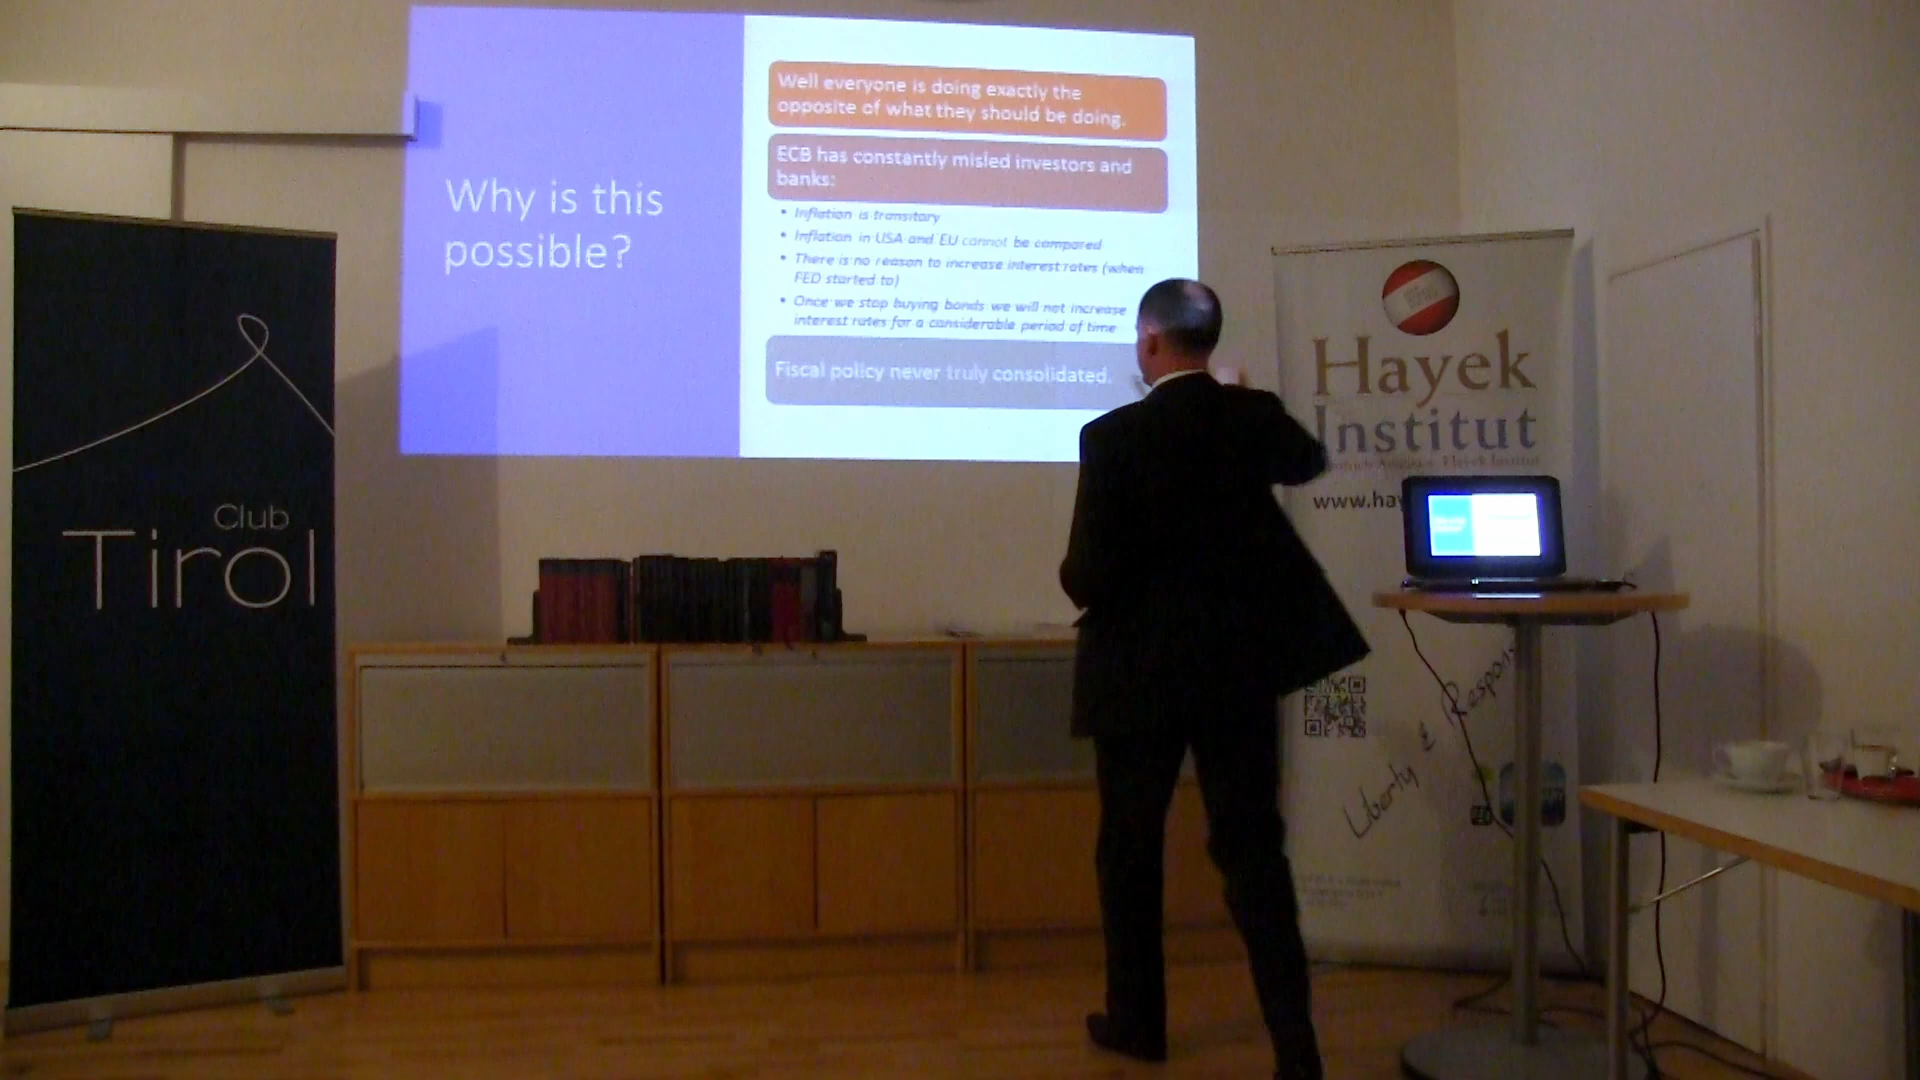 Why is this
possible?
Well everyone is doing exactly the
opposite of what they should be doing.
ECB has constantly misled investors and
banks:
• Inflation is transitory
• Inflation in USA and EU cannot be compared
• There is no reason to increase interest rates (when
FED started to)
• Once we stop buying bonds we will not increase
interest rates for a considerable period of time
Fiscal policy never truly consolidated.
Club
Tirol
Hayek
Institut
www.hay
Liberty & Respons